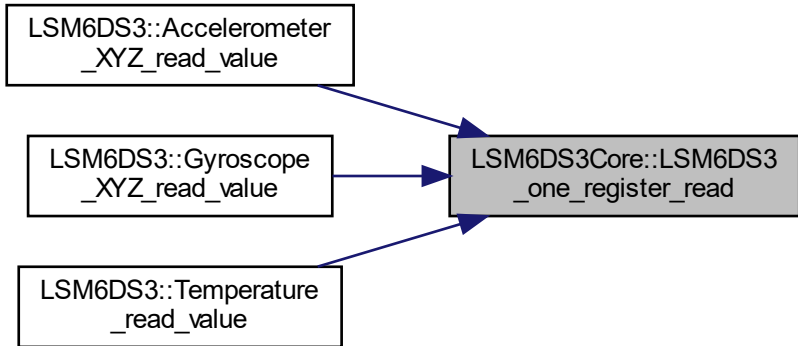 LSM6DS3::Accelerometer
_XYZ_read_value
LSM6DS3::Gyroscope
_XYZ_read_value
LSM6DS3Core::LSM6DS3
_one_register_read
LSM6DS3::Temperature
_read_value